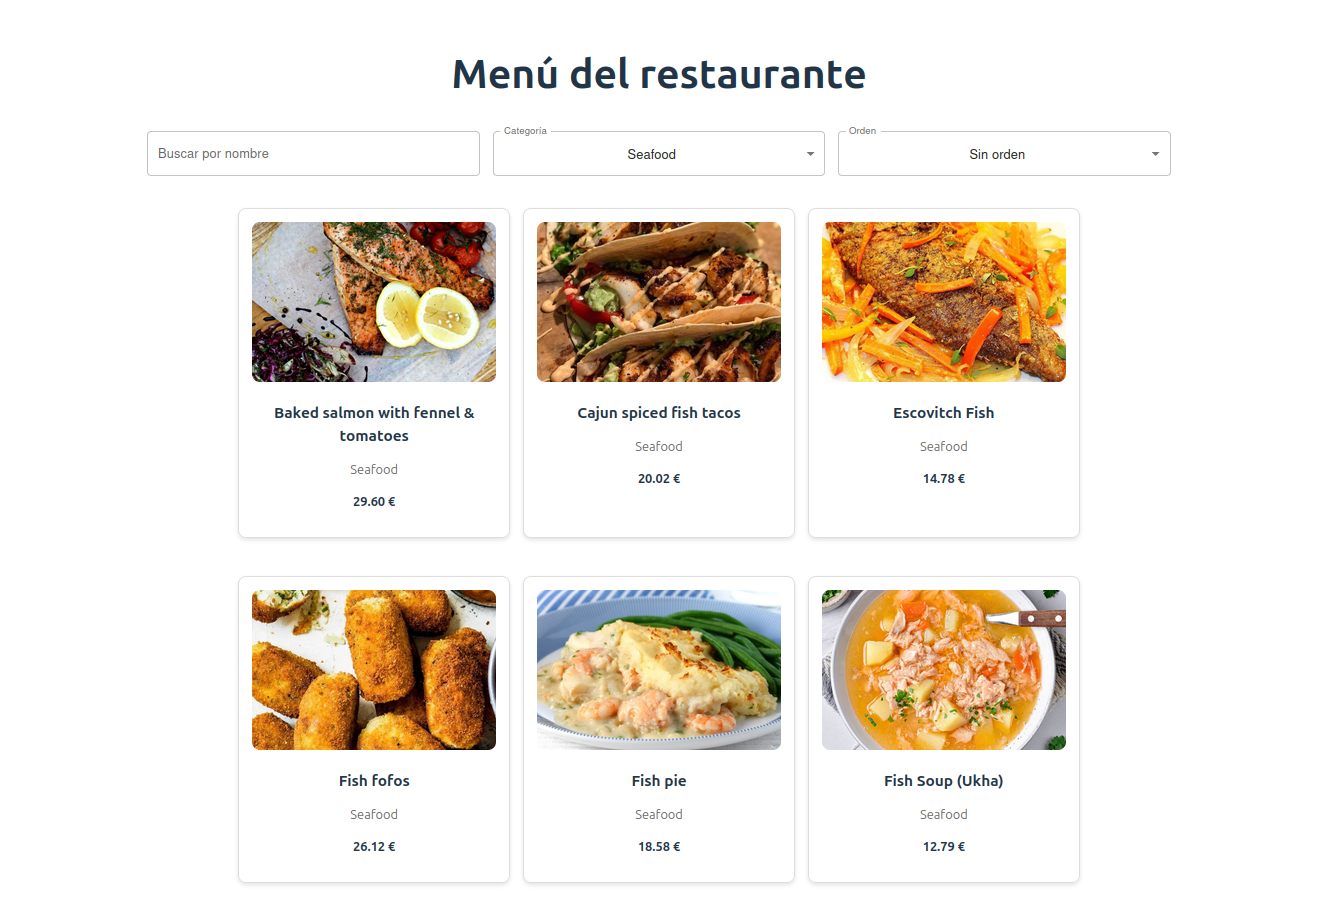 Menú del restaurante
Buscar por nombre
Categoría
Seafood
Orden
Sin orden
Baked salmon with fennel &
tomatoes
Seafood
29.60 €
Cajun spiced fish tacos
Seafood
20.02 €
Escovitch Fish
Seafood
14.78 €
Fish fofos
Seafood
26.12 €
Fish pie
Seafood
18.58 €
Fish Soup (Ukha)
Seafood
12.79 €